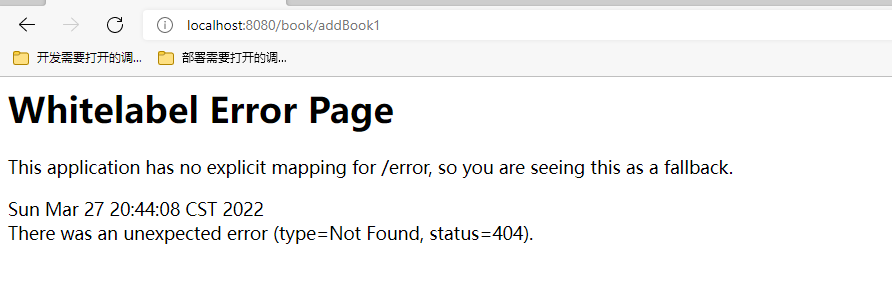 localhost:8080/book/addBook1
开发需要打开的调... 部署需要打开的调...
Whitelabel Error Page
This application has no explicit mapping for /error, so you are seeing this as a fallback.
Sun Mar 27 20:44:08 CST 2022
There was an unexpected error (type=Not Found, status=404).